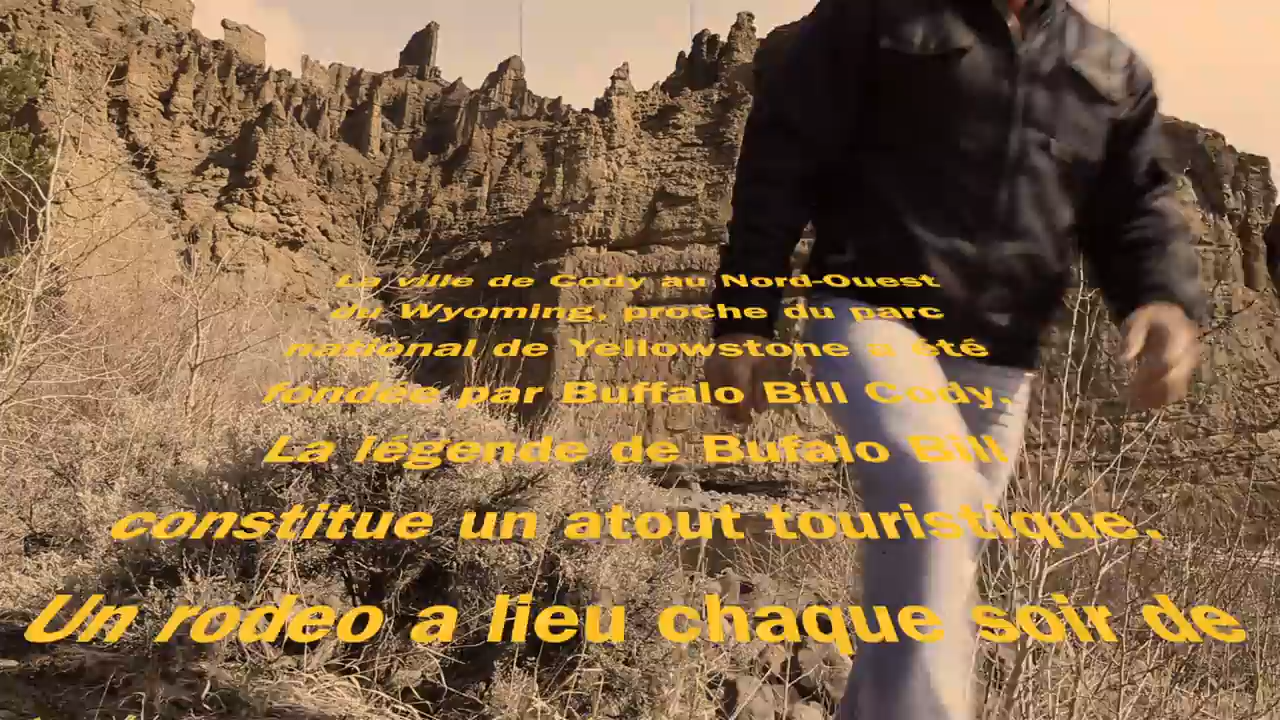 La ville de Cody au Nord-Ouest
du Wyoming, proche du parc
national de Yellowstone a été
fondée par Buffalo Bill Cody.
La légende de Bufalo Bill
constitue un atout touristique.
Un rodeo a lieu chaque soir de